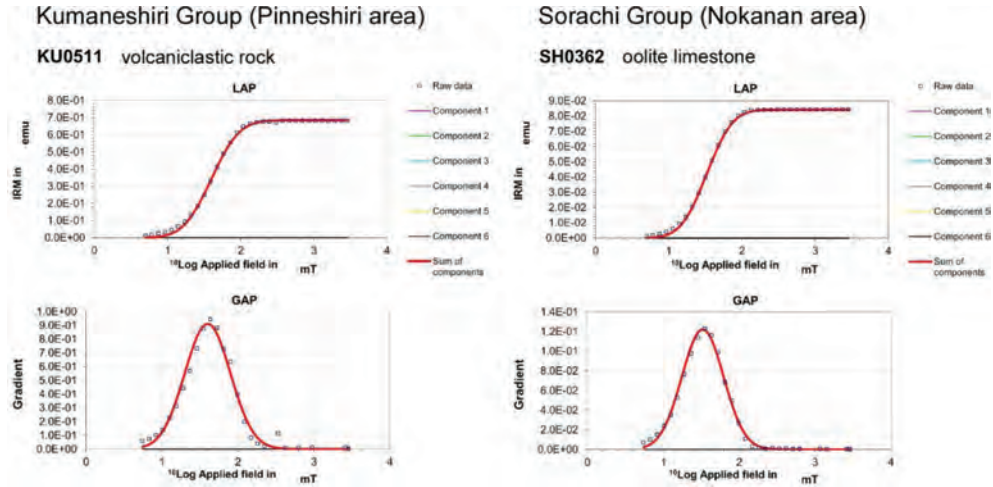 Kumaneshiri Group (Pinneshiri area)
KU0511 volcaniclastic rock
LAP
IRM in emu
8.0E-01
7.0E-01
6.0E-01
5.0E-01
4.0E-01
3.0E-01
2.0E-01
1.0E-01
0.0E+00
0 1 2 3 4
10Log Applied field in mT
Raw data
Component 1
Component 2
Component 3
Component 4
Component 5
Component 6
Sum of
components
GAP
Gradient
1.0E+00
9.0E-01
8.0E-01
7.0E-01
6.0E-01
5.0E-01
4.0E-01
3.0E-01
2.0E-01
1.0E-01
0.0E+00
0 1 2 3 4
10Log Applied field in mT
Sorachi Group (Nokanan area)
SH0362 oolite limestone
LAP
IRM in emu
9.0E-02
8.0E-02
7.0E-02
6.0E-02
5.0E-02
4.0E-02
3.0E-02
2.0E-02
1.0E-02
0.0E+00
0 1 2 3 4
10Log Applied field in mT
Raw data
Component 1
Component 2
Component 3
Component 4
Component 5
Component 6
Sum of
components
GAP
Gradient
1.4E-01
1.2E-01
1.0E-01
8.0E-02
6.0E-02
4.0E-02
2.0E-02
0.0E+00
0 1 2 3 4
10Log Applied field in mT